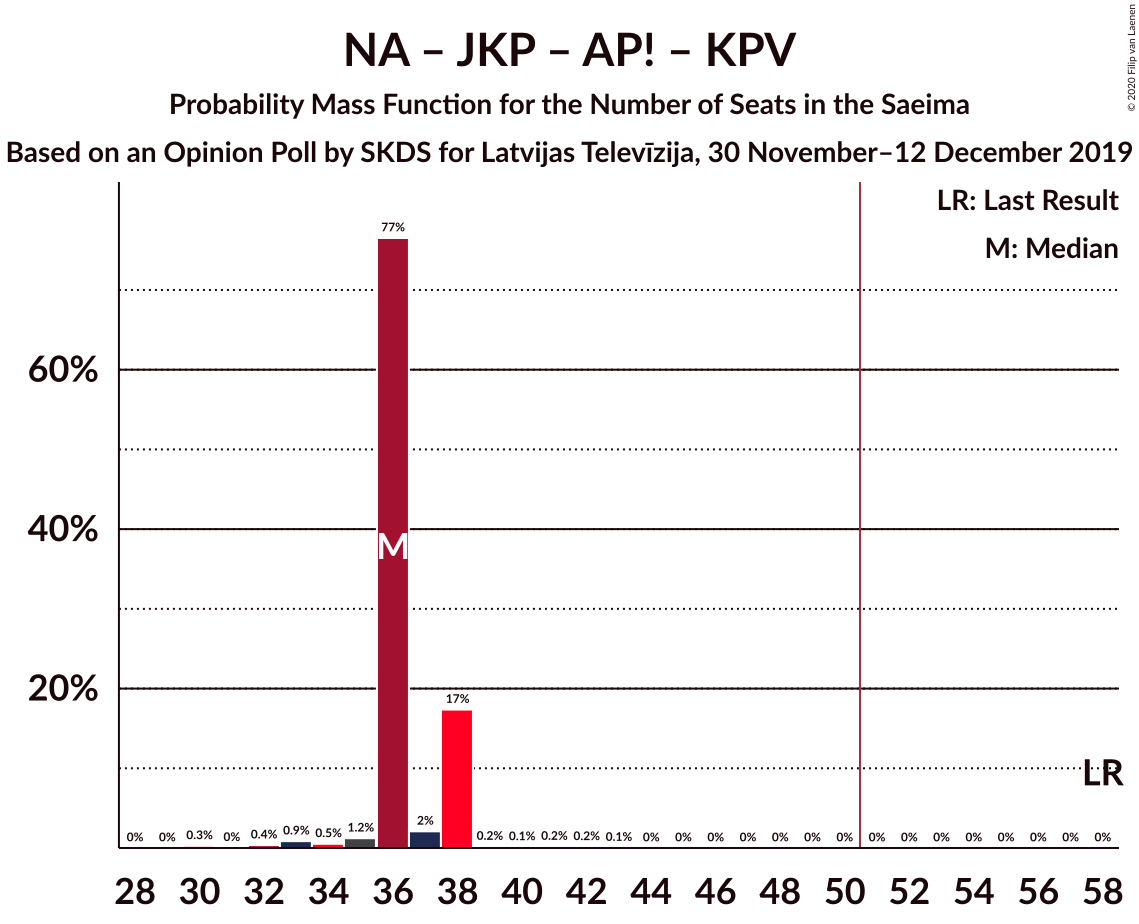 NA – JKP – AP! – KPV
Probability Mass Function for the Number of Seats in the Saeima
Based on an Opinion Poll by SKDS for Latvijas Televīzija, 30 November–12 December 2019
© 2020 Filip van Laenen
LR: Last Result
M: Median
77%
60%
40%
M
20%
17%
LR
0% 0% 0.3% 0% 0.4% 0.9% 0.5% 1.2% 2% 0.2% 0.1% 0.2% 0.2% 0.1% 0% 0% 0% 0% 0% 0% 0% 0% 0% 0% 0% 0% 0% 0% 0%
28 30 32 34 36 38 40 42 44 46 48 50 52 54 56 58